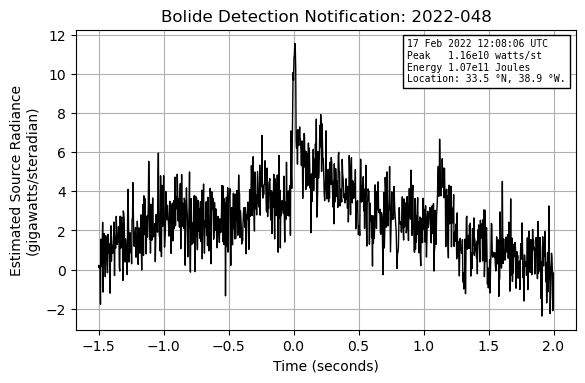 Bolide Detection Notification: 2022-048
12
10
8
6
4
2
0
−2
Estimated Source Radiance
(gigawatts/steradian)
17 Feb 2022 12:08:06 UTC
Peak   1.16e10 watts/st
Energy 1.07e11 Joules
Location: 33.5 °N, 38.9 °W.
−1.5 −1.0 −0.5 0.0 0.5 1.0 1.5 2.0
Time (seconds)